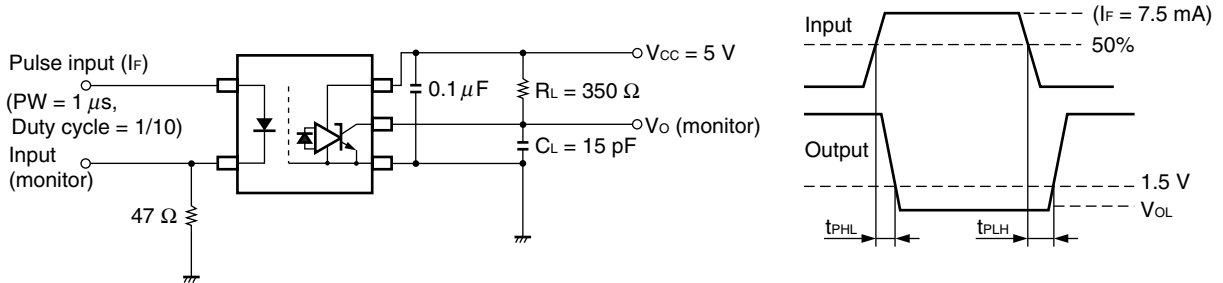 Pulse input (IF)
(PW = 1 μs,
Duty cycle = 1/10)
Input
(monitor)
47 Ω
VCC = 5 V
0.1 μF
RL = 350 Ω
VO (monitor)
CL = 15 pF
Input
(IF = 7.5 mA)
50%
Output
1.5 V
VOL
tPHL
tPLH